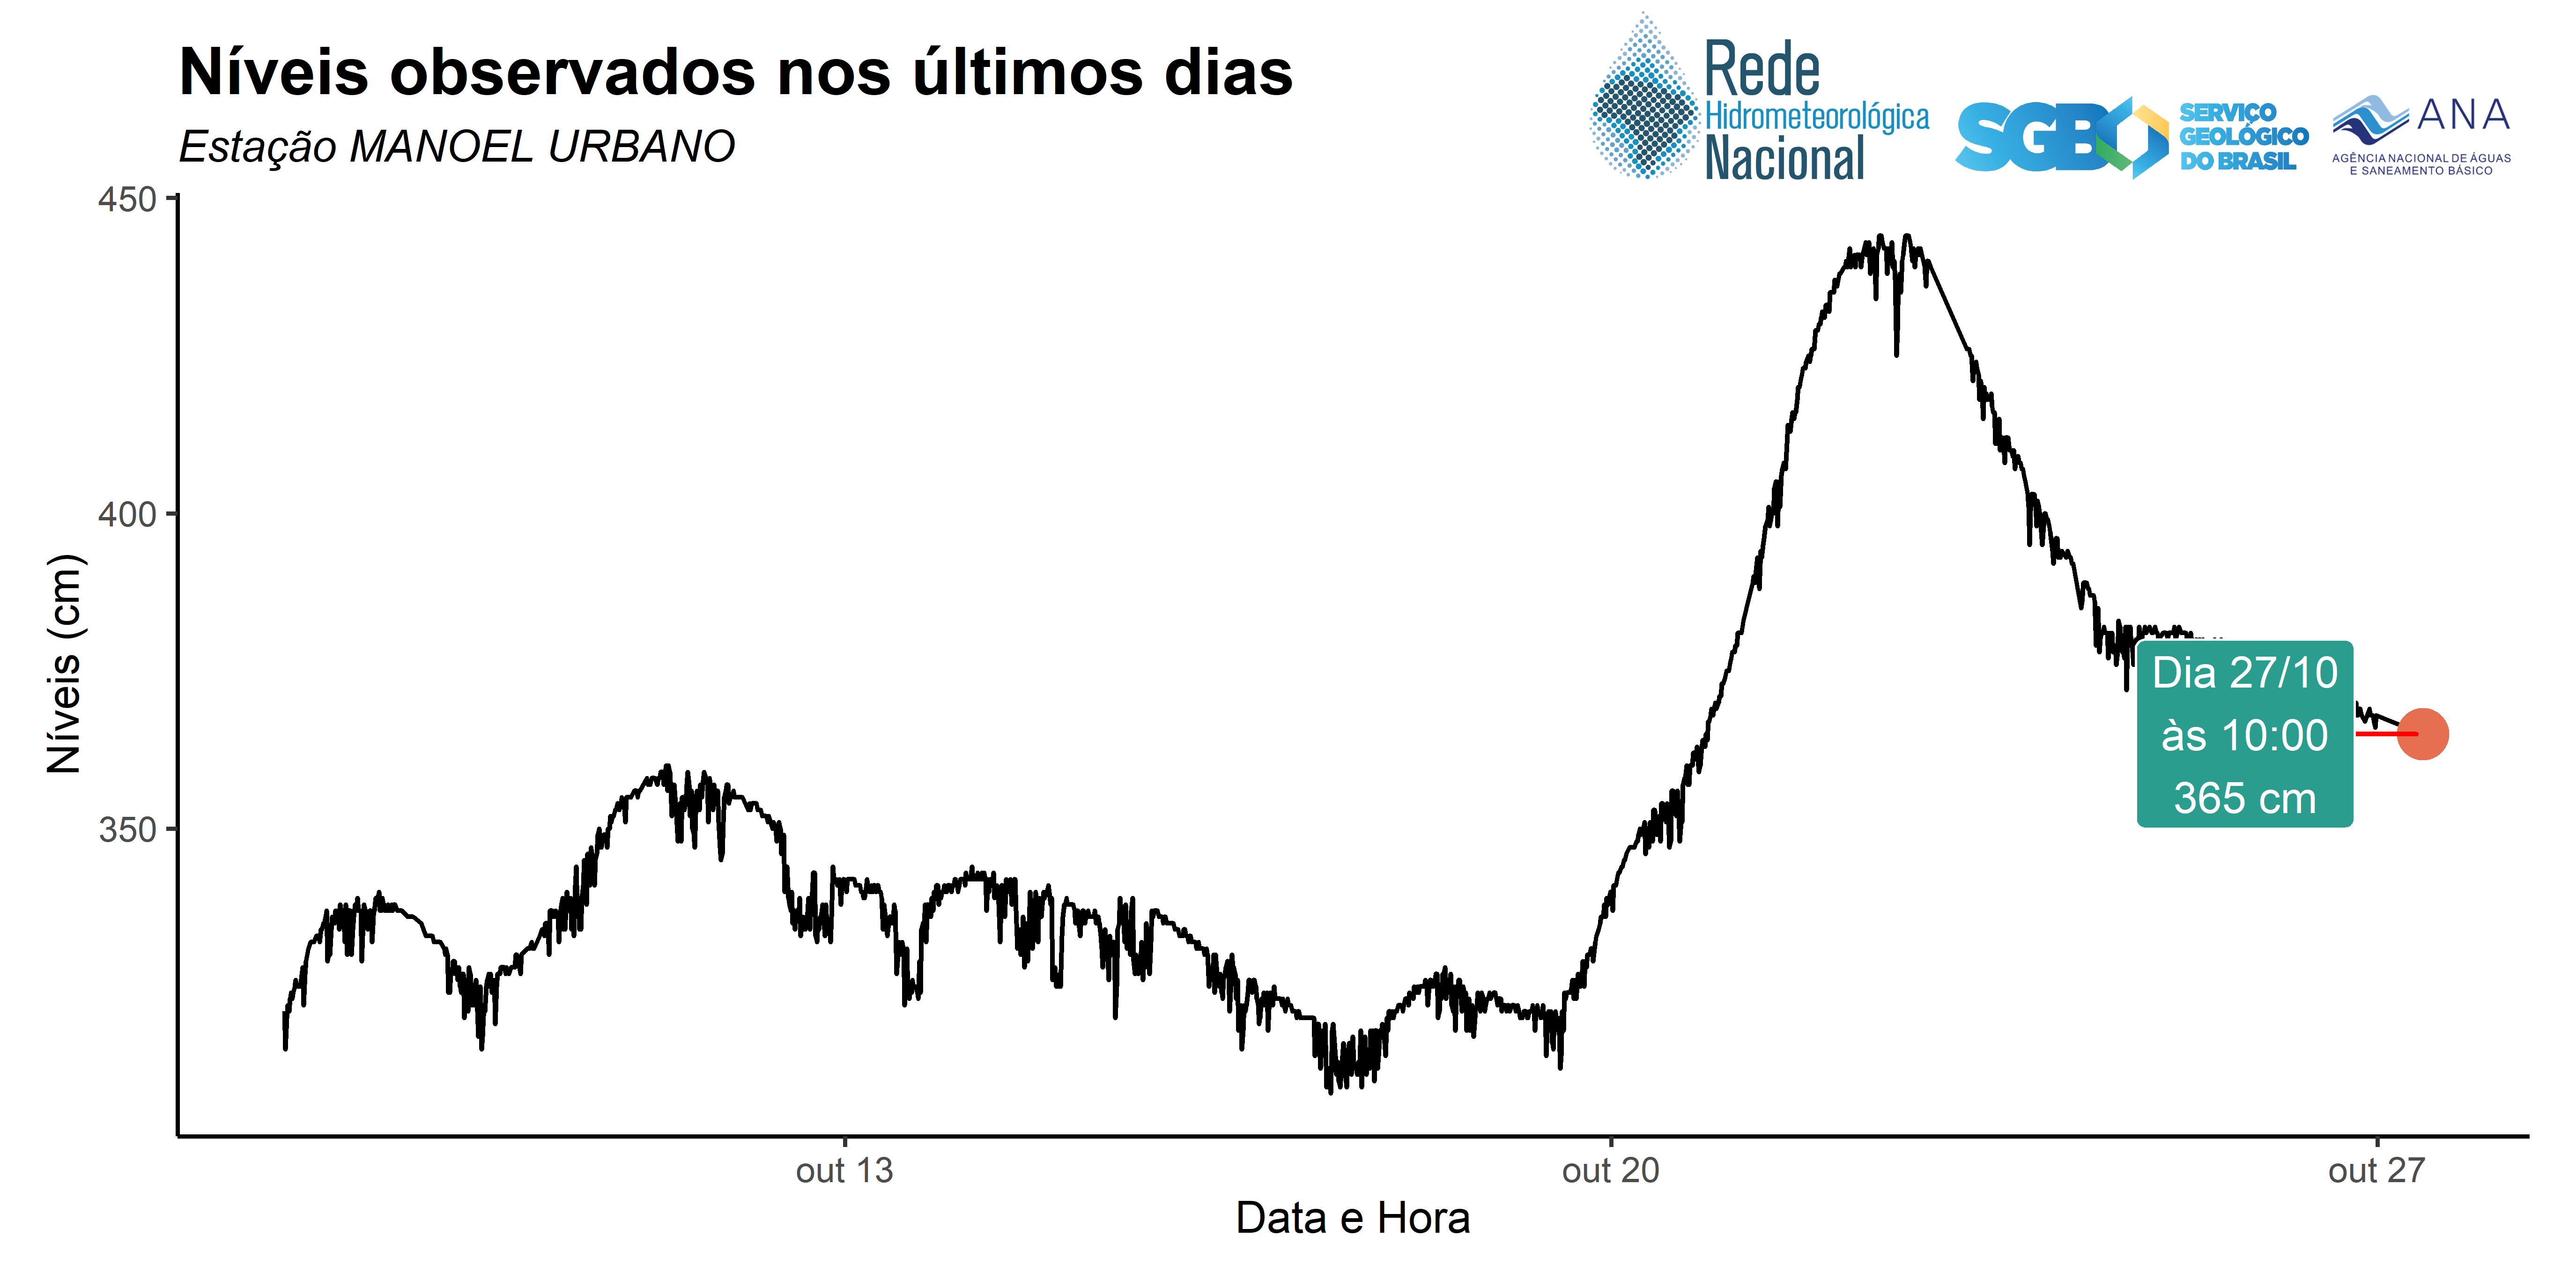 Níveis observados nos últimos dias
Estação MANOEL URBANO
Rede
Hidrometeorológica
Nacional
SGB
SERVIÇO
GEOLÓGICO
DO BRASIL
ANA
AGÊNCIA NACIONAL DE ÁGUAS
E SANEAMENTO BÁSICO
450
400
350
Níveis (cm)
Dia 27/10
às 10:00
365 cm
out 13
out 20
out 27
Data e Hora